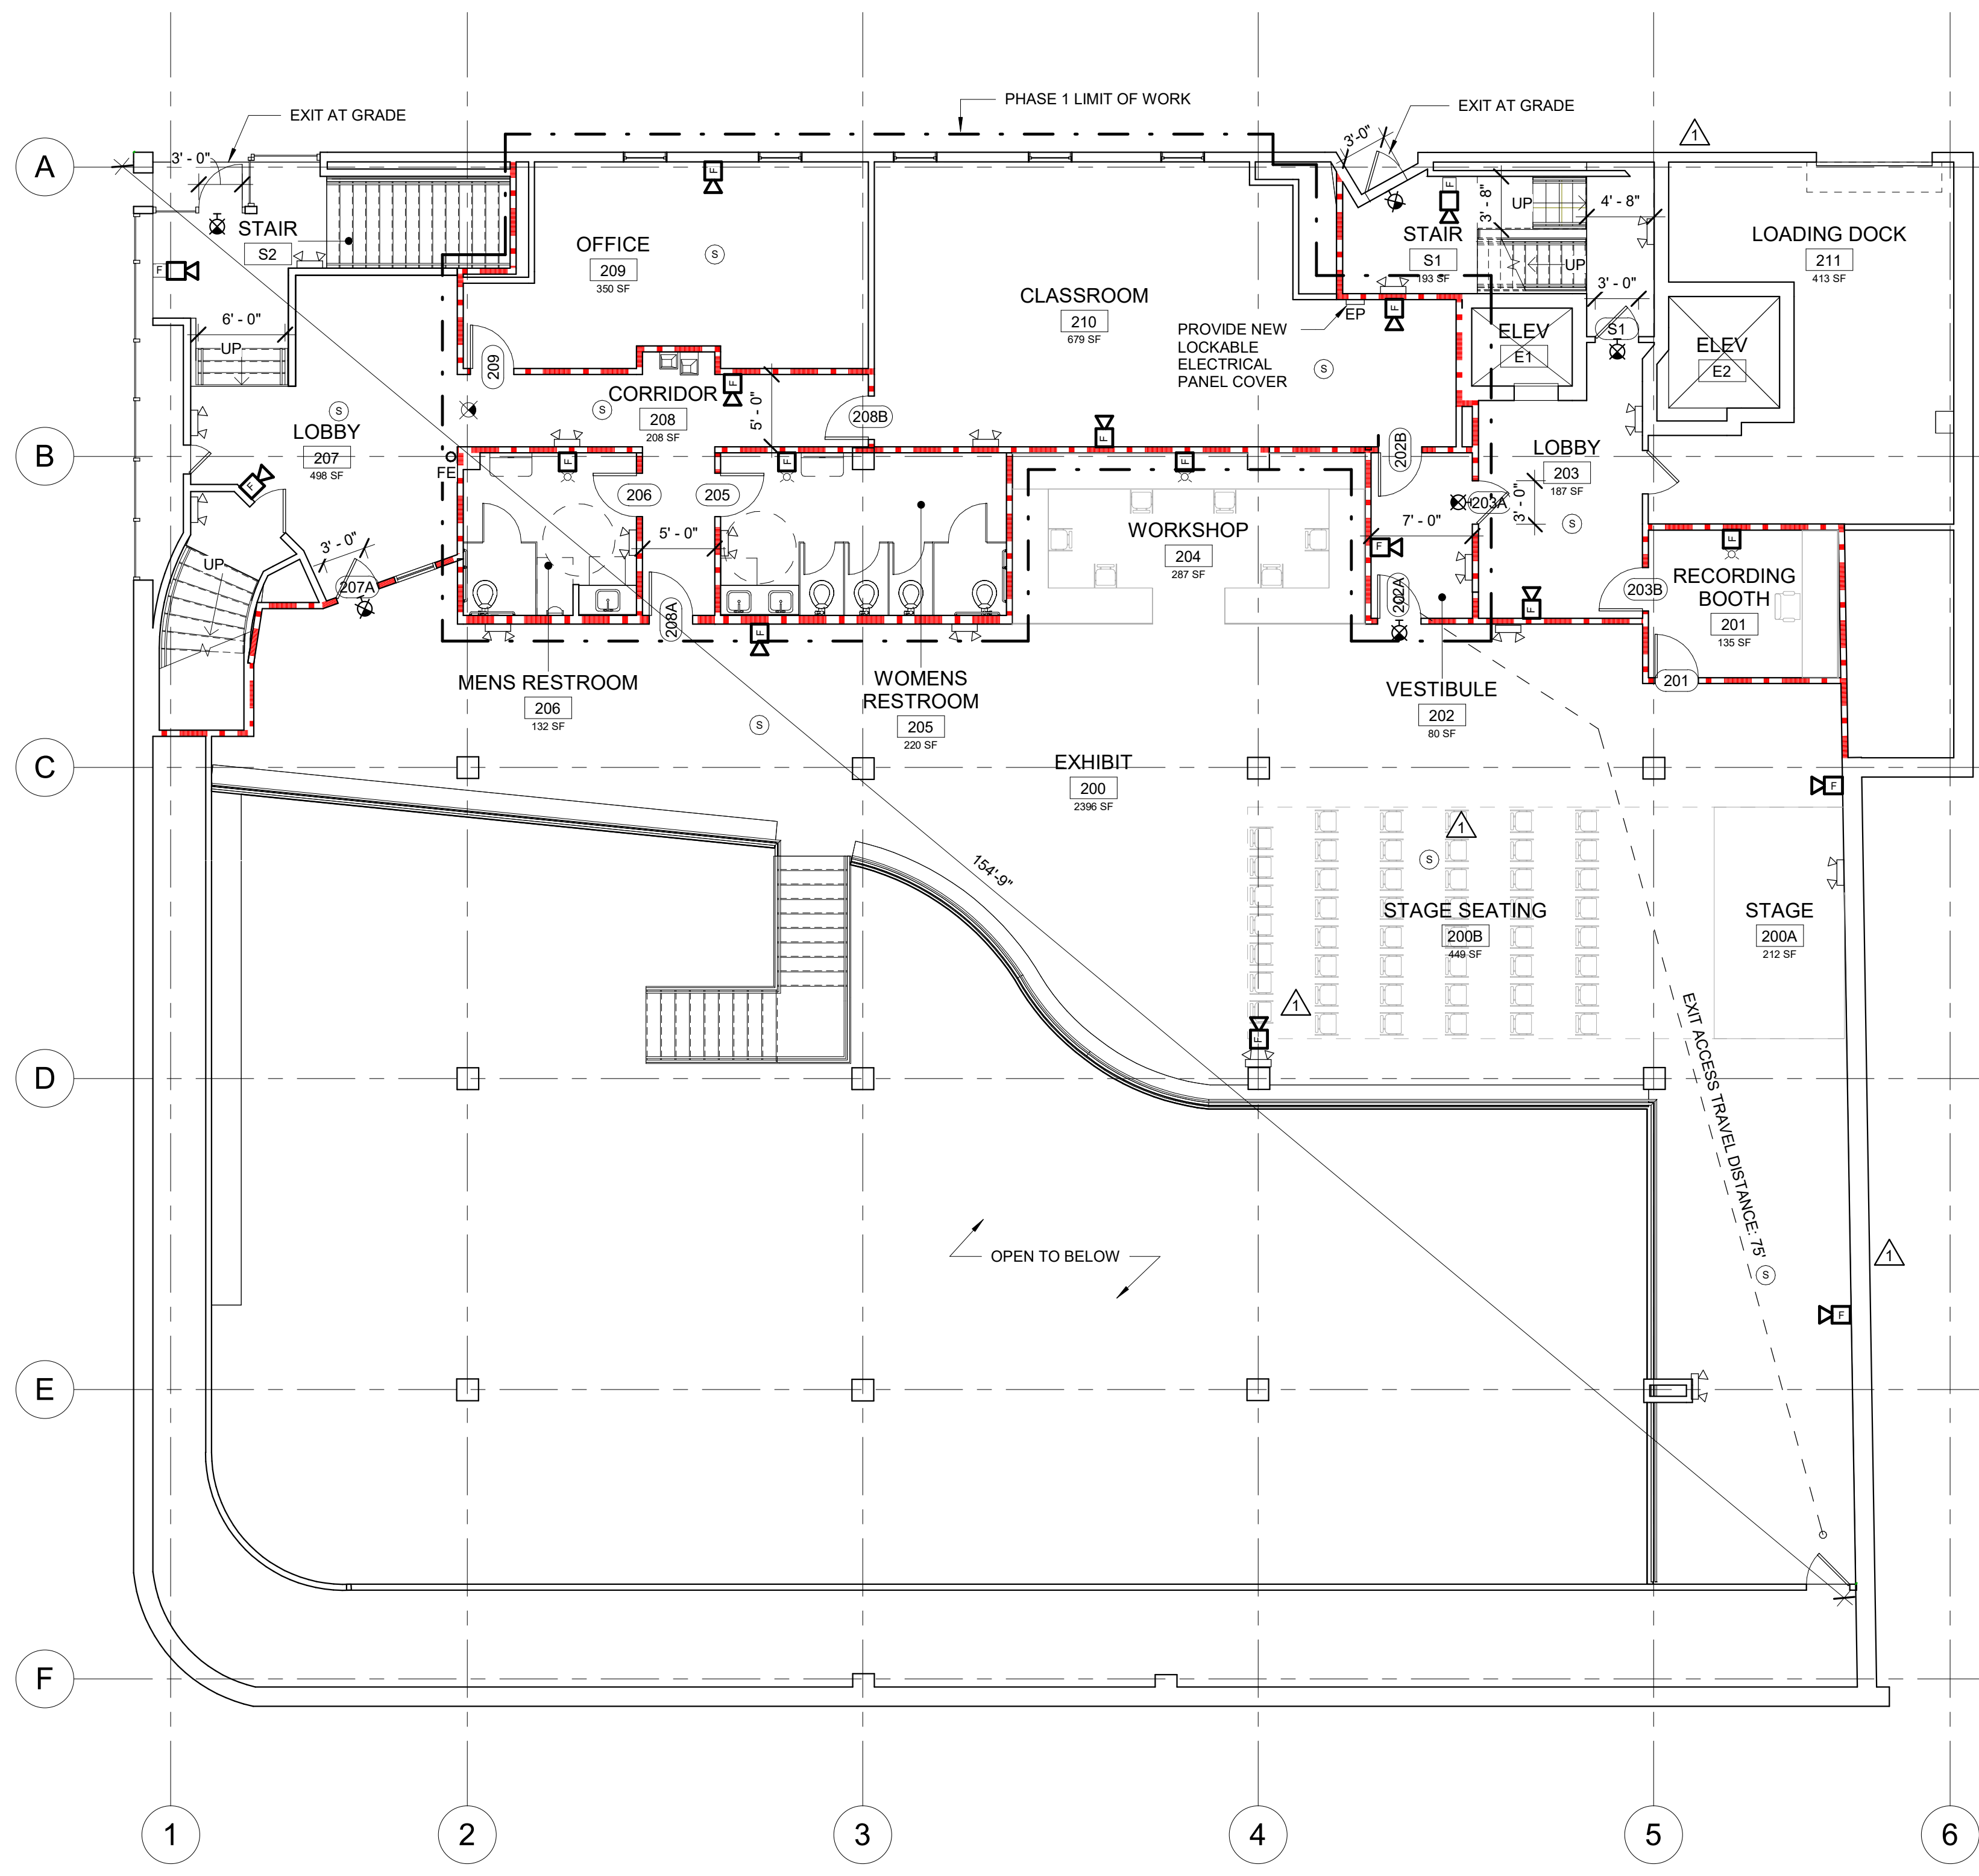 EXIT AT GRADE
PHASE 1 LIMIT OF WORK
EXIT AT GRADE
1
A
3' - 0"
3'-0"
F
F
STAIR
S2
OFFICE
209
350 SF
S
CLASSROOM
210
679 SF
STAIR
S1
193 SF
3' - 8"
UP
UP
4' - 8"
3' - 0"
LOADING DOCK
211
413 SF
F
6' - 0"
UP
PROVIDE NEW
LOCKABLE
ELECTRICAL
PANEL COVER
EP
F
S
ELEV
E1
S1
ELEV
E2
209
CORRIDOR
208
208 SF
S
F
5' - 0"
208B
S
LOBBY
207
498 SF
B
FE
F
F
F
F
F
202B
LOBBY
203
187 SF
S
206
205
203A
3' - 0"
7' - 0"
F
5' - 0"
WORKSHOP
204
287 SF
F
UP
3' - 0"
207A
208A
F
202A
F
203B
RECORDING
BOOTH
201
135 SF
201
MENS RESTROOM
206
132 SF
WOMENS
RESTROOM
205
220 SF
S
VESTIBULE
202
80 SF
C
EXHIBIT
200
2396 SF
F
1
S
154'-9"
STAGE SEATING
200B
449 SF
STAGE
200A
212 SF
1
F
EXIT ACCESS TRAVEL DISTANCE: 75'
D
OPEN TO BELOW
1
S
F
E
F
1
2
3
4
5
6